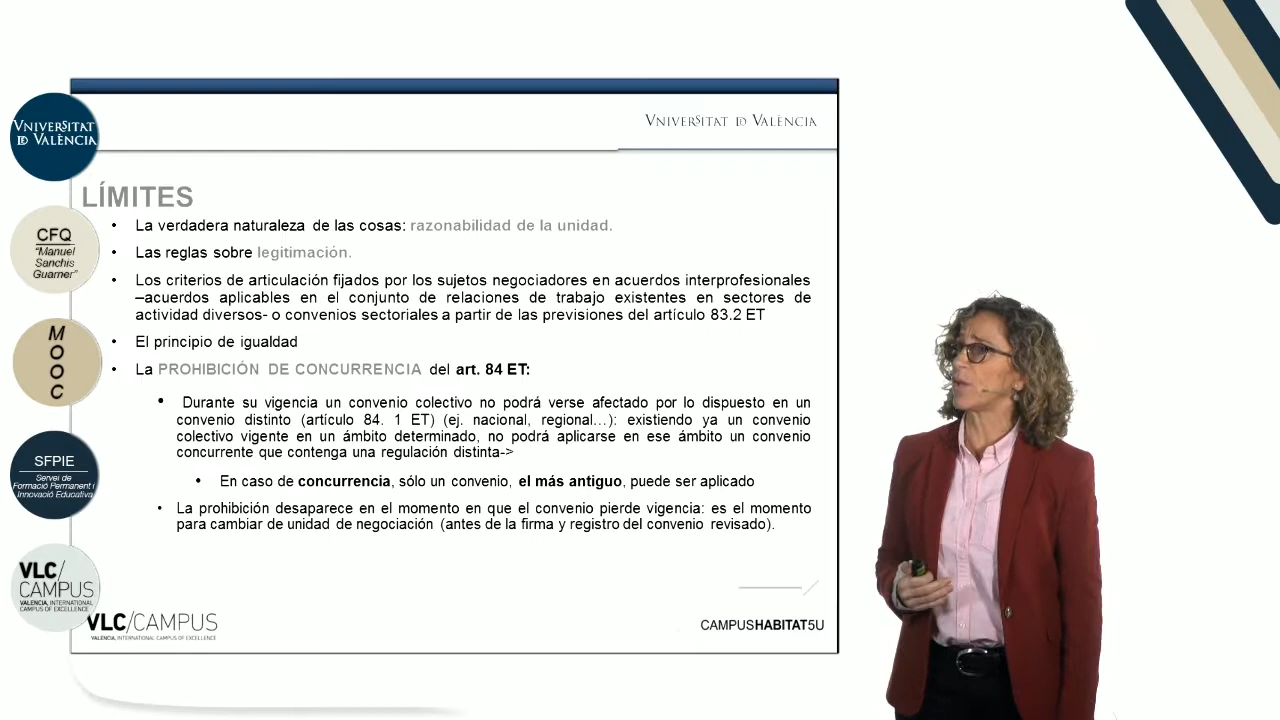 VNIVERSITAT
ID VALÈNCIA
VNIVERSITAT ID VALÈNCIA
CFQ
"Manuel
Sanchis
Guarner"
M
O
O
C
SFPIE
Servei de
Formació Permanent i
Innovació Educativa
VLC/
CAMPUS
VALENCIA, INTERNATIONAL
CAMPUS OF EXCELLENCE
LÍMITES
• La verdadera naturaleza de las cosas: razonabilidad de la unidad.
• Las reglas sobre legitimación.
• Los criterios de articulación fijados por los sujetos negociadores en acuerdos interprofesionales
–acuerdos aplicables en el conjunto de relaciones de trabajo existentes en sectores de
actividad diversos- o convenios sectoriales a partir de las previsiones del artículo 83.2 ET
• El principio de igualdad
• La PROHIBICIÓN DE CONCURRENCIA del art. 84 ET:
• Durante su vigencia un convenio colectivo no podrá verse afectado por lo dispuesto en un
convenio distinto (artículo 84. 1 ET) (ej. nacional, regional…): existiendo ya un convenio
colectivo vigente en un ámbito determinado, no podrá aplicarse en ese ámbito un convenio
concurrente que contenga una regulación distinta->
• En caso de concurrencia, sólo un convenio, el más antiguo, puede ser aplicado
• La prohibición desaparece en el momento en que el convenio pierde vigencia: es el momento
para cambiar de unidad de negociación (antes de la firma y registro del convenio revisado).
VLC/CAMPUS
VALENCIA, INTERNATIONAL CAMPUS OF EXCELLENCE
CAMPUSHABITAT5U